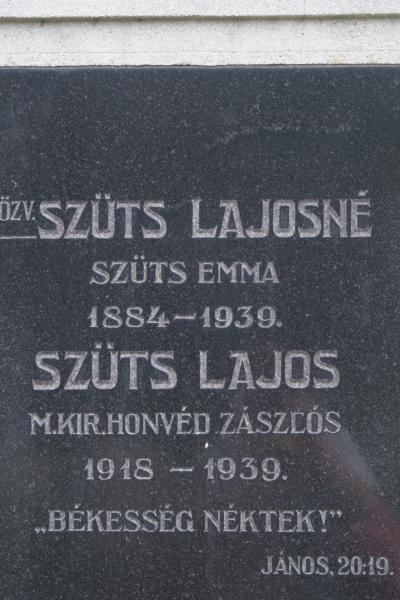 ÖZV. SZÜTS LAJOSNÉ
SZÜTS EMMA
1884–1939.
SZÜTS LAJOS
M.KIR.HONVÉD ZÁSZLÓS
1918 – 1939.
„BÉKESSÉG NÉKTEK!”
JÁNOS, 20:19.